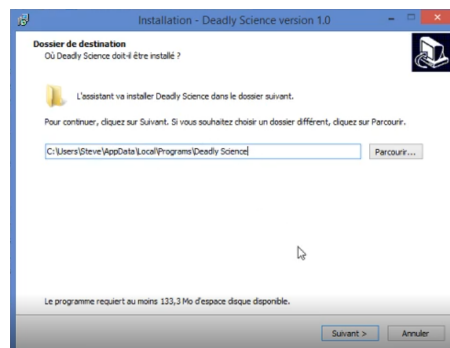 Installation - Deadly Science version 1.0
Dossier de destination
Où Deadly Science doit-il être installé ?
L'assistant va installer Deadly Science dans le dossier suivant.
Pour continuer, cliquez sur Suivant. Si vous souhaitez choisir un dossier différent, cliquez sur Parcourir.
C:\Users\Steve\AppData\Local\Programs\Deadly Science
Parcourir...
Le programme requiert au moins 133,3 Mo d'espace disque disponible.
Suivant >
Annuler